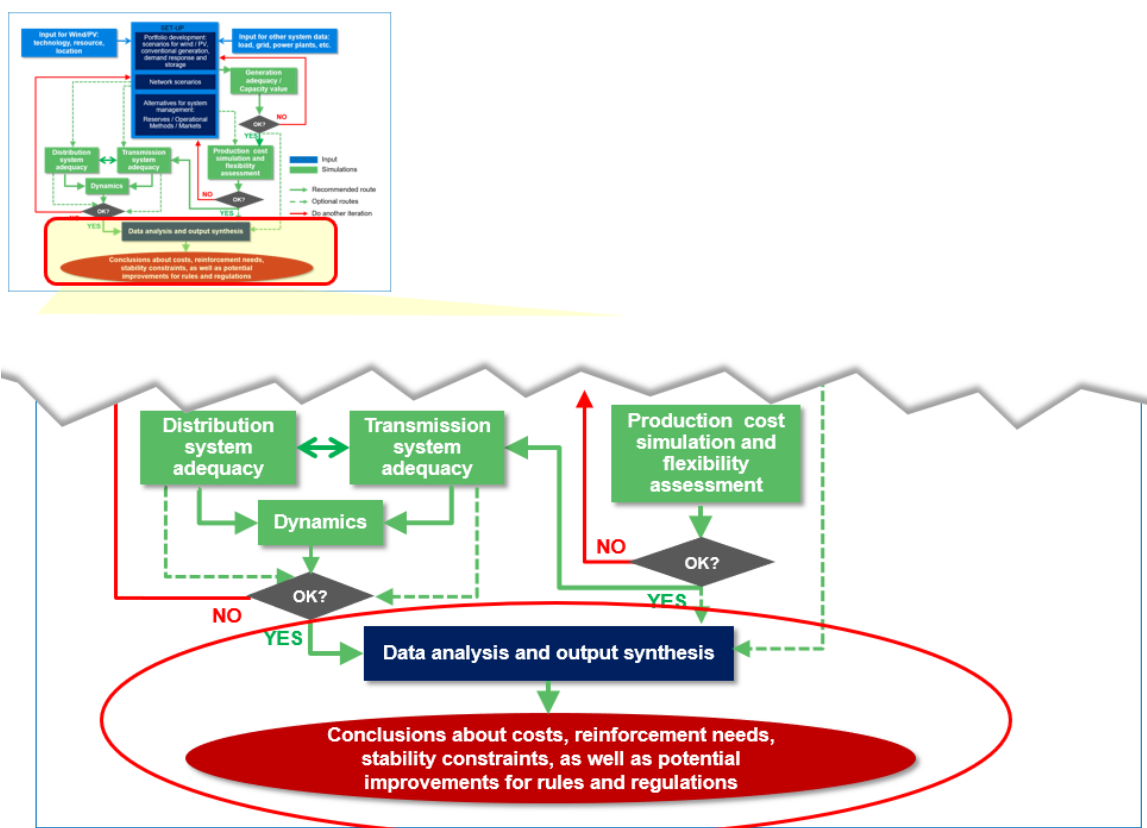 SET-UP
Input for Wind/PV:
technology, resource,
location
Portfolio development:
scenarios for wind / PV,
conventional generation,
demand response and
storage
Input for other system data:
load, grid, power plants, etc.
Network scenarios
Generation
adequacy /
Capacity value
Alternatives for system
management:
Reserves / Operational
Methods / Markets
NO
OK?
YES
Distribution
system
adequacy
Transmission
system
adequacy
Production cost
simulation and
flexibility
assessment
Input
Simulations
Dynamics
Recommended route
NO
OK?
Optional routes
OK?
YES
Do another iteration
NO
YES
Data analysis and output synthesis
Conclusions about costs, reinforcement needs,
stability constraints, as well as potential
improvements for rules and regulations
Distribution
system
adequacy
Transmission
system
adequacy
Production cost
simulation and
flexibility
assessment
Dynamics
NO
OK?
OK?
NO
YES
YES
Data analysis and output synthesis
Conclusions about costs, reinforcement needs,
stability constraints, as well as potential
improvements for rules and regulations